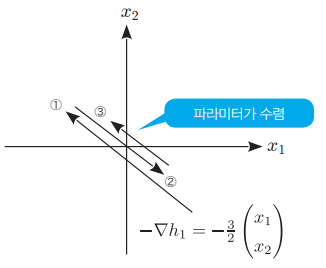 x₂
① ③
파라미터가 수렴
x₁
②
−∇h₁ = −3/2 (x₁ x₂)